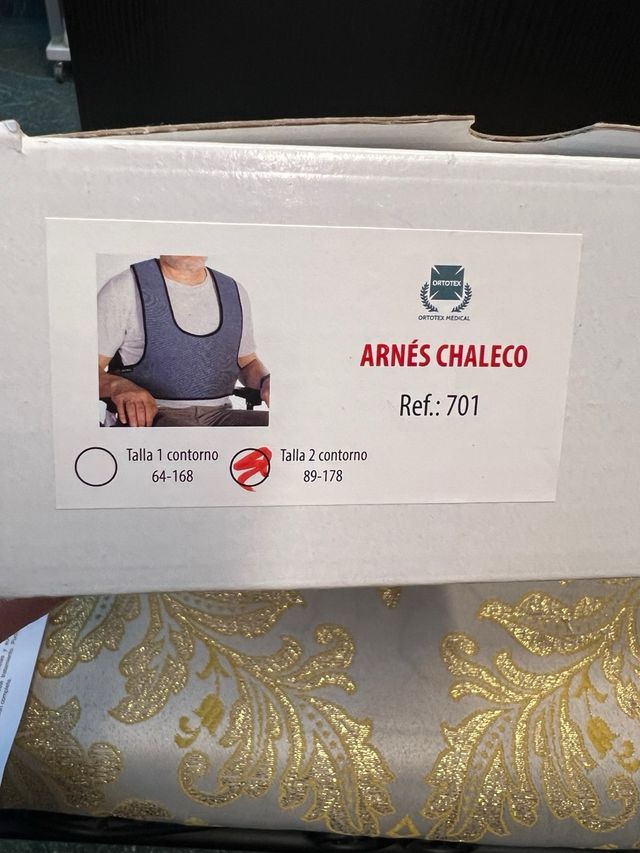 ORTOTEX
ORTOTEX MEDICAL
ARNÉS CHALECO
Ref.: 701
Talla 1 contorno
64-168
Talla 2 contorno
89-178